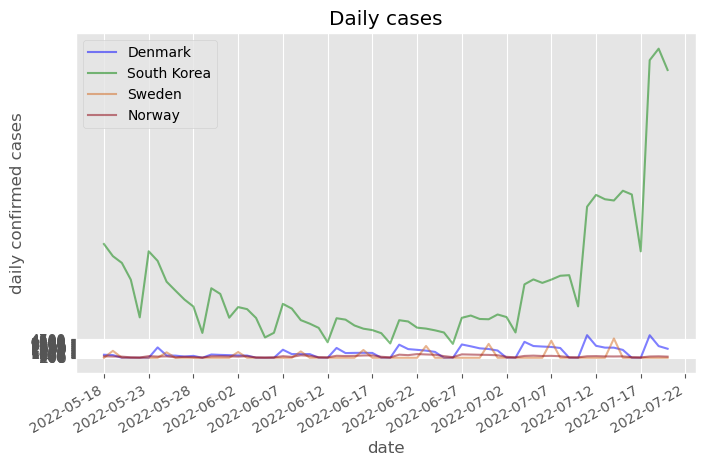 Daily cases
Denmark
South Korea
Sweden
Norway
daily confirmed cases
2022-05-18
2022-05-23
2022-05-28
2022-06-02
2022-06-07
2022-06-12
2022-06-17
2022-06-22
2022-06-27
2022-07-02
2022-07-07
2022-07-12
2022-07-17
2022-07-22
date